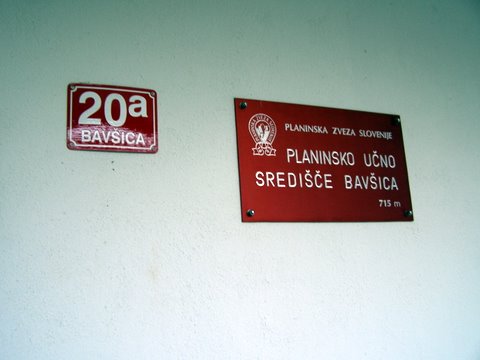 20a
BAVŠICA
PLANINSKA ZVEZA SLOVENIJE
PLANINSKO UČNO
SREDIŠČE BAVŠICA
715 m